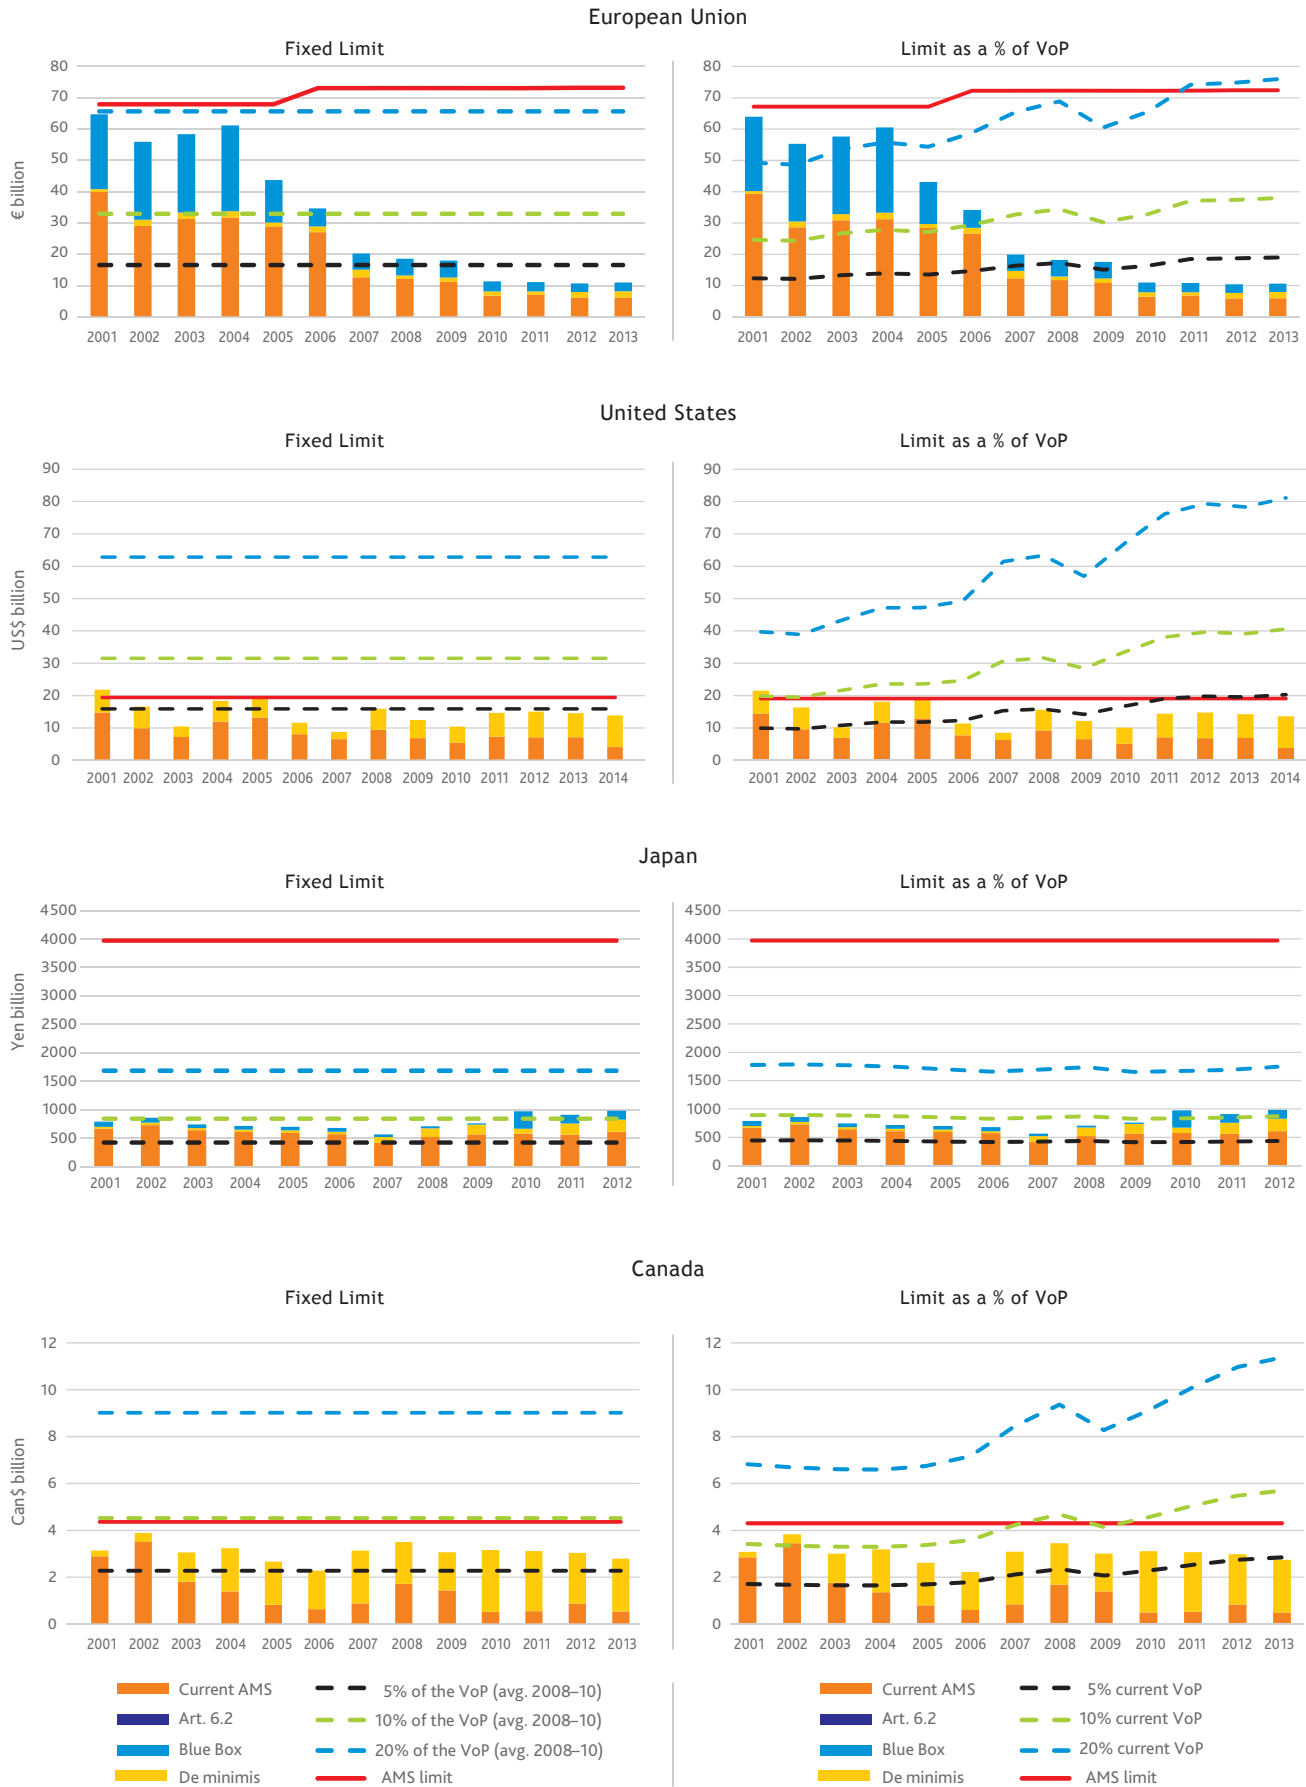 European Union
Fixed Limit
Limit as a % of VoP
€ billion
80
70
60
50
40
30
20
10
0
2001 2002 2003 2004 2005 2006 2007 2008 2009 2010 2011 2012 2013
80
70
60
50
40
30
20
10
0
2001 2002 2003 2004 2005 2006 2007 2008 2009 2010 2011 2012 2013
United States
Fixed Limit
Limit as a % of VoP
US$ billion
90
80
70
60
50
40
30
20
10
0
2001 2002 2003 2004 2005 2006 2007 2008 2009 2010 2011 2012 2013 2014
90
80
70
60
50
40
30
20
10
0
2001 2002 2003 2004 2005 2006 2007 2008 2009 2010 2011 2012 2013 2014
Japan
Fixed Limit
Limit as a % of VoP
Yen billion
4500
4000
3500
3000
2500
2000
1500
1000
500
0
2001 2002 2003 2004 2005 2006 2007 2008 2009 2010 2011 2012
4500
4000
3500
3000
2500
2000
1500
1000
500
0
2001 2002 2003 2004 2005 2006 2007 2008 2009 2010 2011 2012
Canada
Fixed Limit
Limit as a % of VoP
Can$ billion
12
10
8
6
4
2
0
2001 2002 2003 2004 2005 2006 2007 2008 2009 2010 2011 2012 2013
12
10
8
6
4
2
0
2001 2002 2003 2004 2005 2006 2007 2008 2009 2010 2011 2012 2013
Current AMS
Art. 6.2
Blue Box
De minimis
5% of the VoP (avg. 2008–10)
10% of the VoP (avg. 2008–10)
20% of the VoP (avg. 2008–10)
AMS limit
Current AMS
Art. 6.2
Blue Box
De minimis
5% current VoP
10% current VoP
20% current VoP
AMS limit